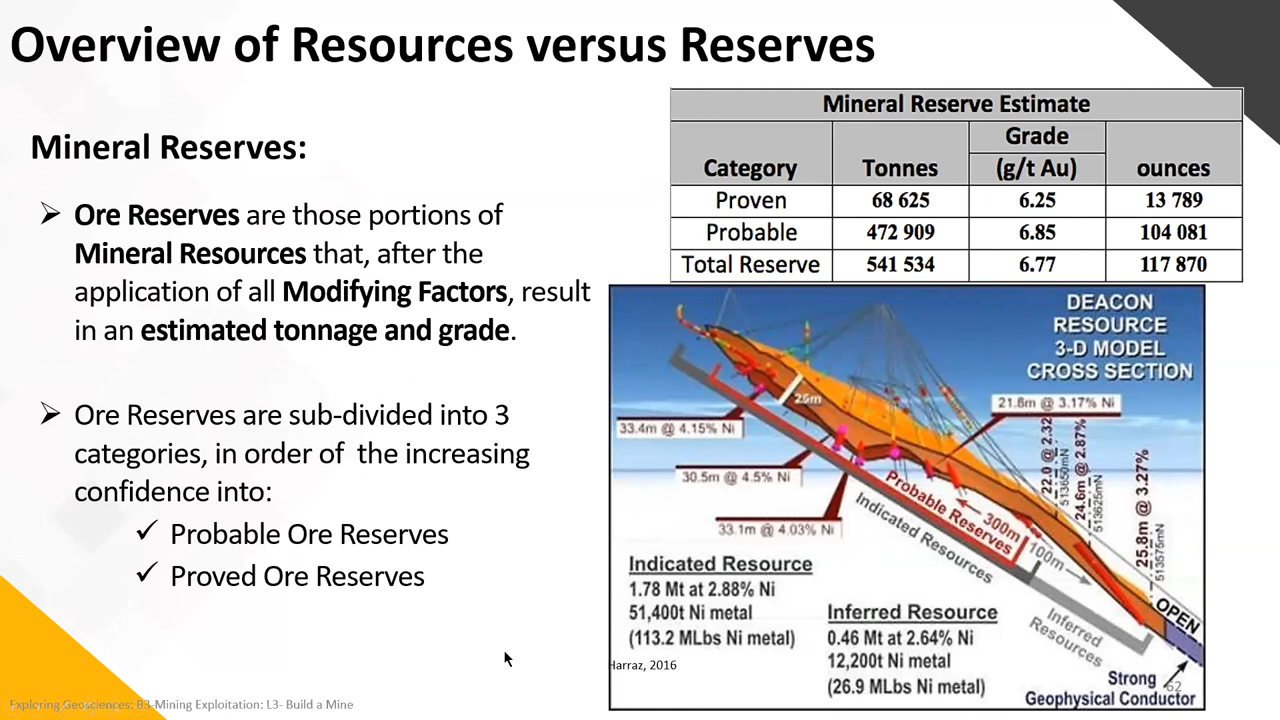 Overview of Resources versus Reserves
Mineral Reserves:
Ore Reserves are those portions of
Mineral Resources that, after the
application of all Modifying Factors, result
in an estimated tonnage and grade.
Ore Reserves are sub-divided into 3
categories, in order of the increasing
confidence into:
Probable Ore Reserves
Proved Ore Reserves
Mineral Reserve Estimate
Category Tonnes Grade (g/t Au) ounces
Proven 68 625 6.25 13 789
Probable 472 909 6.85 104 081
Total Reserve 541 534 6.77 117 870
DEACON
RESOURCE
3-D MODEL
CROSS SECTION
25m
21.8m @ 3.17% Ni
33.4m @ 4.15% Ni
30.5m @ 4.5% Ni
33.1m @ 4.03% Ni
22.0 @ 2.32
513650mN
24.6m @ 2.87%
513625mN
25.8m @ 3.27%
513575mN
Probable Reserves
300m
Indicated Resources
100m
Inferred
Resources
OPEN
Indicated Resource
1.78 Mt at 2.88% Ni
51,400t Ni metal
(113.2 MLbs Ni metal)
Inferred Resource
0.46 Mt at 2.64% Ni
12,200t Ni metal
(26.9 MLbs Ni metal)
Strong
Geophysical Conductor
Harraz, 2016
62
Exploring Geosciences: B3-Mining Exploitation: L3- Build a Mine